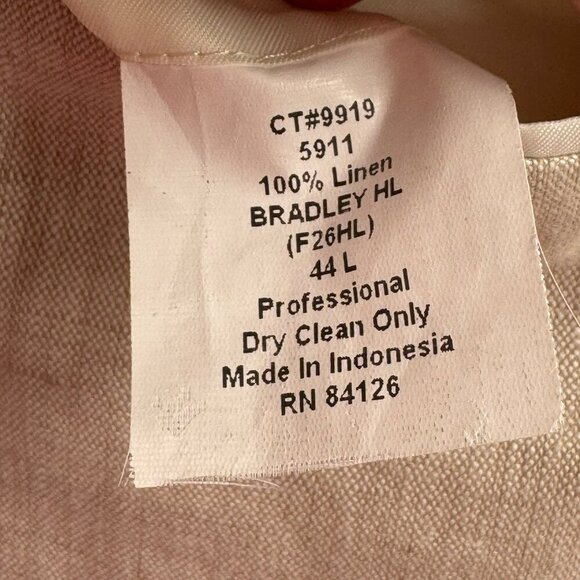 CT#9919
5911
100% Linen
BRADLEY HL
(F26HL)
44 L
Professional
Dry Clean Only
Made In Indonesia
RN 84126